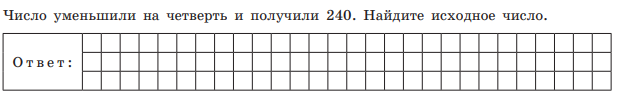 Число уменьшили на четверть и получили 240. Найдите исходное число.
Ответ: